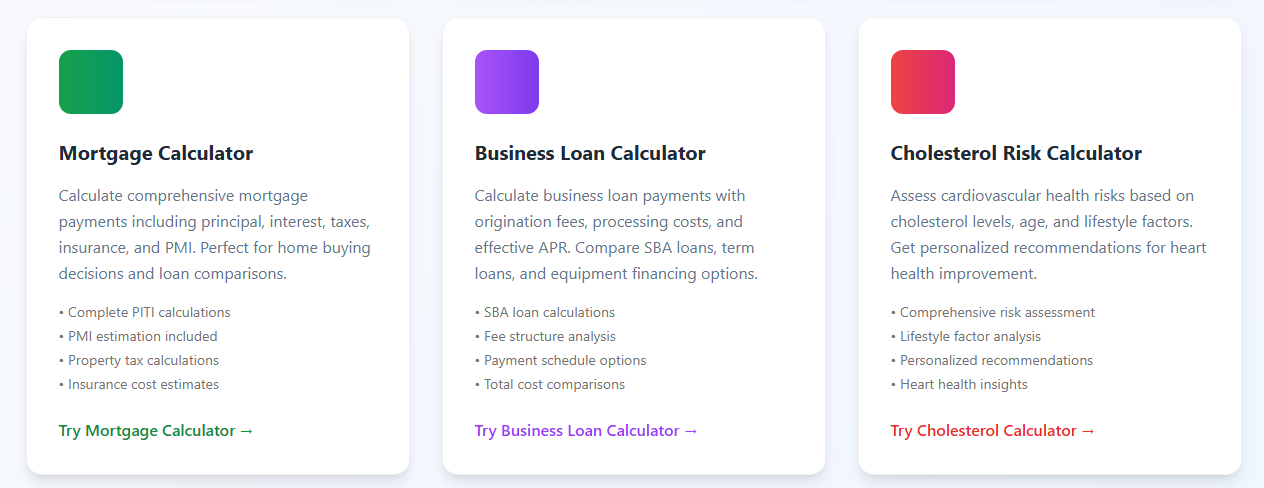 Mortgage Calculator
Calculate comprehensive mortgage
payments including principal, interest, taxes,
insurance, and PMI. Perfect for home buying
decisions and loan comparisons.
• Complete PITI calculations
• PMI estimation included
• Property tax calculations
• Insurance cost estimates
Try Mortgage Calculator →
Business Loan Calculator
Calculate business loan payments with
origination fees, processing costs, and
effective APR. Compare SBA loans, term
loans, and equipment financing options.
• SBA loan calculations
• Fee structure analysis
• Payment schedule options
• Total cost comparisons
Try Business Loan Calculator →
Cholesterol Risk Calculator
Assess cardiovascular health risks based on
cholesterol levels, age, and lifestyle factors.
Get personalized recommendations for heart
health improvement.
• Comprehensive risk assessment
• Lifestyle factor analysis
• Personalized recommendations
• Heart health insights
Try Cholesterol Calculator →